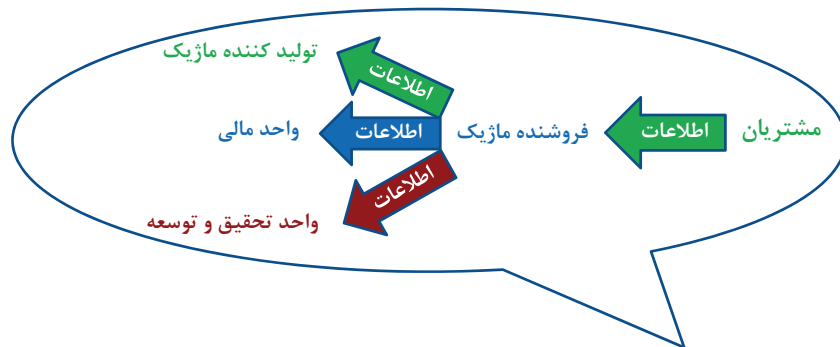 تولید کننده ماژیک
اطلاعات
مشتریان
اطلاعات
فروشنده ماژیک
اطلاعات
واحد مالی
اطلاعات
واحد تحقیق و توسعه